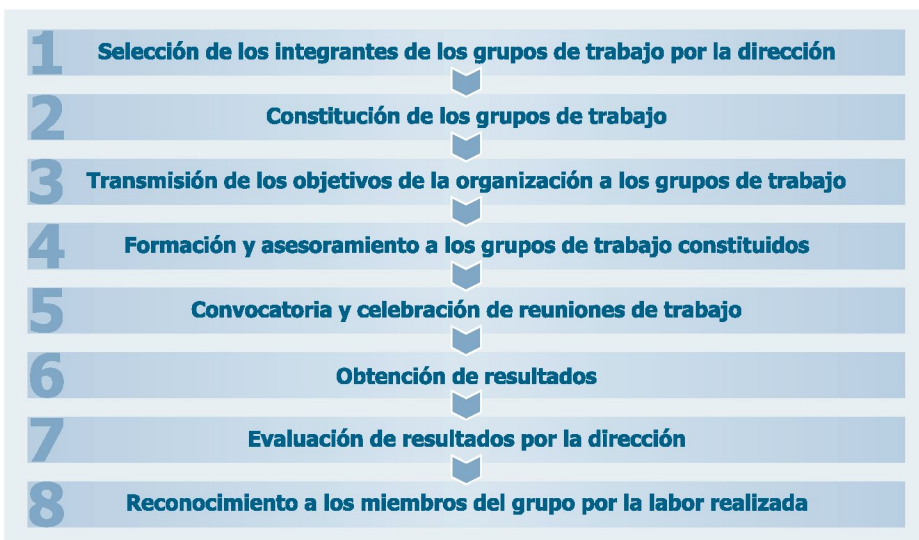 1 Selección de los integrantes de los grupos de trabajo por la dirección
2 Constitución de los grupos de trabajo
3 Transmisión de los objetivos de la organización a los grupos de trabajo
4 Formación y asesoramiento a los grupos de trabajo constituidos
5 Convocatoria y celebración de reuniones de trabajo
6 Obtención de resultados
7 Evaluación de resultados por la dirección
8 Reconocimiento a los miembros del grupo por la labor realizada